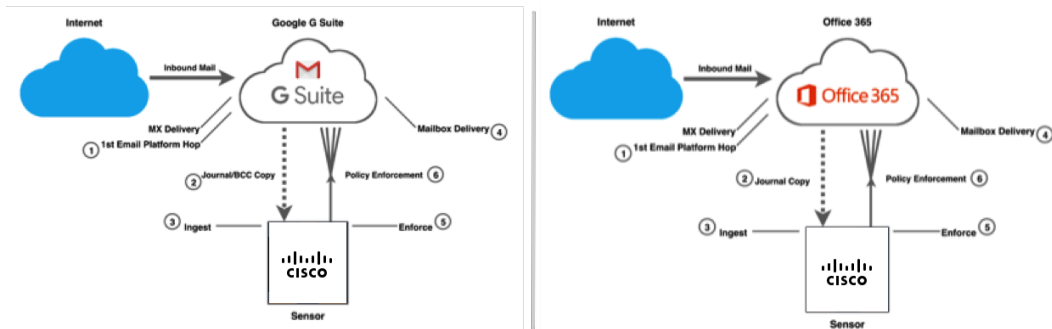 Internet
Google G Suite
Inbound Mail
G Suite
MX Delivery
1 1st Email Platform Hop
Mailbox Delivery 4
2 Journal/BCC Copy
Policy Enforcement 6
3 Ingest
Enforce 5
CISCO
Sensor
Internet
Office 365
Inbound Mail
Office 365
MX Delivery
1 1st Email Platform Hop
Mailbox Delivery 4
2 Journal Copy
Policy Enforcement 6
3 Ingest
Enforce 5
CISCO
Sensor